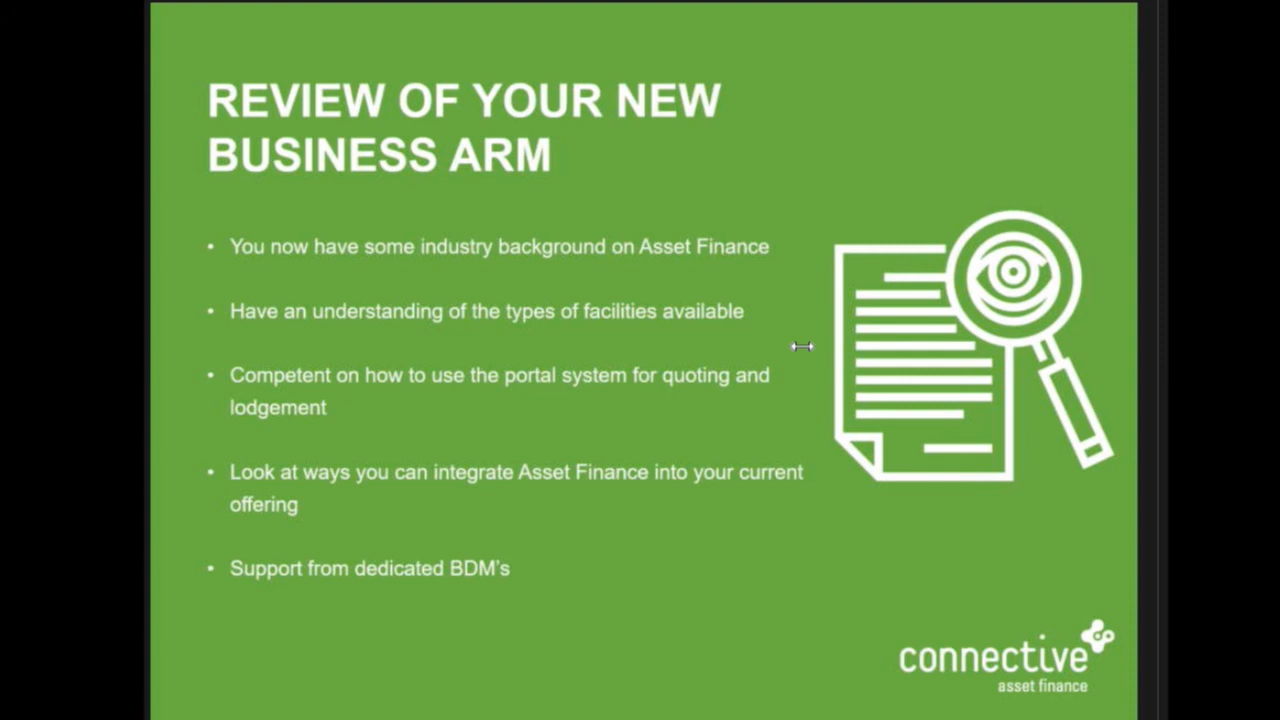 REVIEW OF YOUR NEW
BUSINESS ARM
• You now have some industry background on Asset Finance
• Have an understanding of the types of facilities available
• Competent on how to use the portal system for quoting and
lodgement
• Look at ways you can integrate Asset Finance into your current
offering
• Support from dedicated BDM's
connective
asset finance